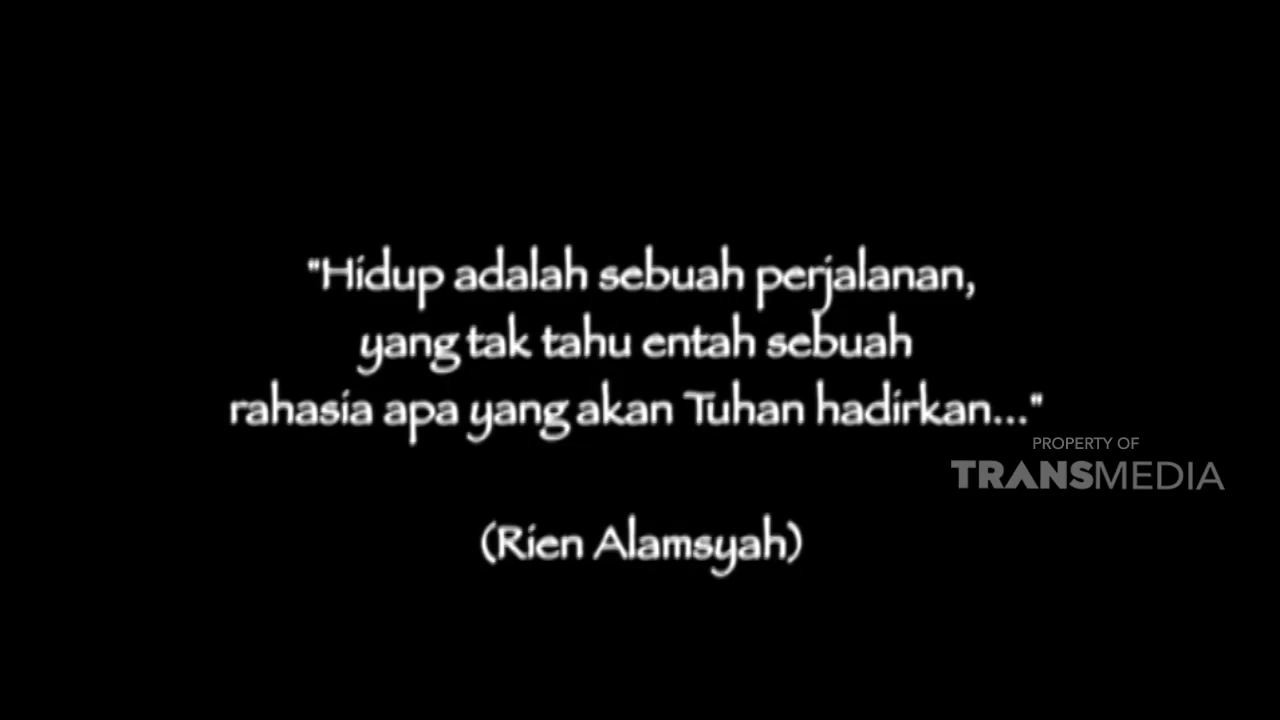 "Hidup adalah sebuah perjalanan,
yang tak tahu entah sebuah
rahasia apa yang akan Tuhan hadirkan..."
PROPERTY OF
TRANSMEDIA
(Rien Alamsyah)